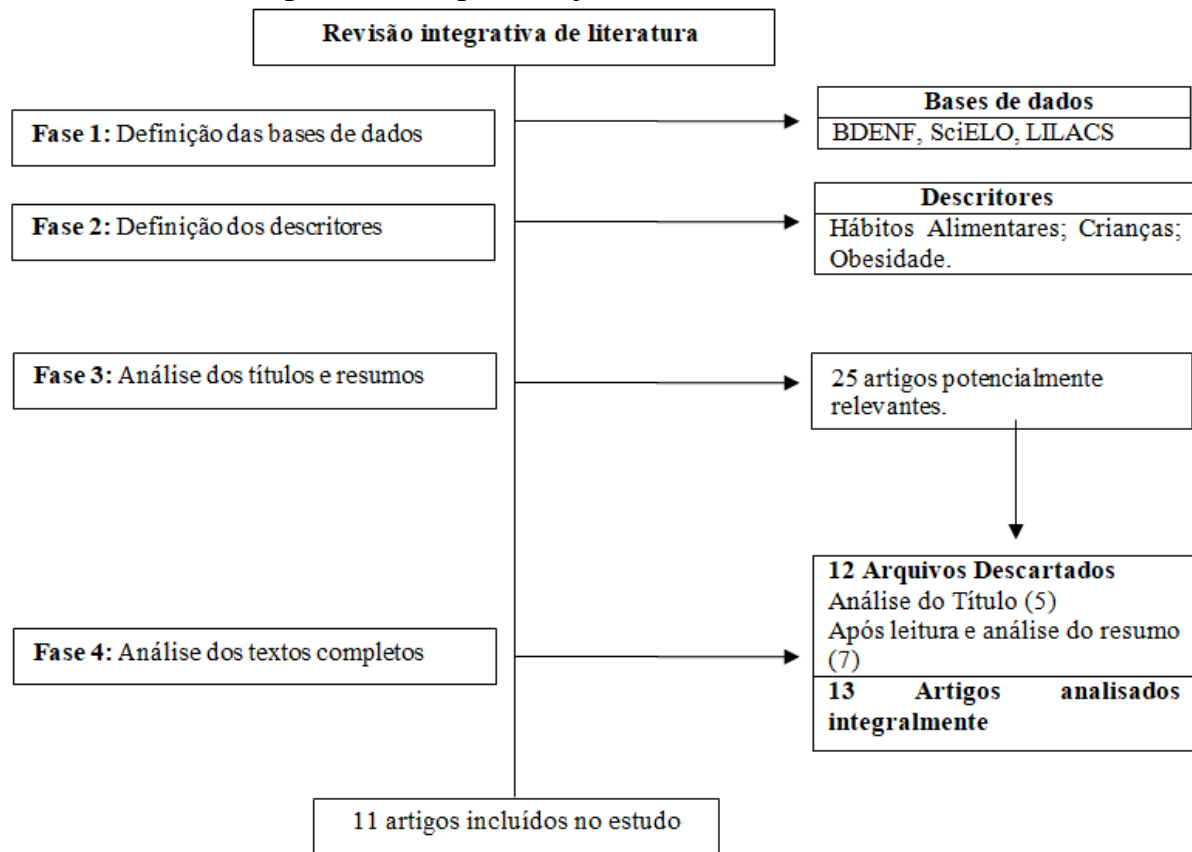 Revisão integrativa de literatura
Fase 1: Definição das bases de dados
Bases de dados
BDENF, SciELO, LILACS
Fase 2: Definição dos descritores
Descritores
Hábitos Alimentares; Crianças;
Obesidade.
Fase 3: Análise dos títulos e resumos
25 artigos potencialmente
relevantes.
Fase 4: Análise dos textos completos
12 Arquivos Descartados
Análise do Título (5)
Após leitura e análise do resumo
(7)
13 Artigos analisados
integralmente
11 artigos incluídos no estudo